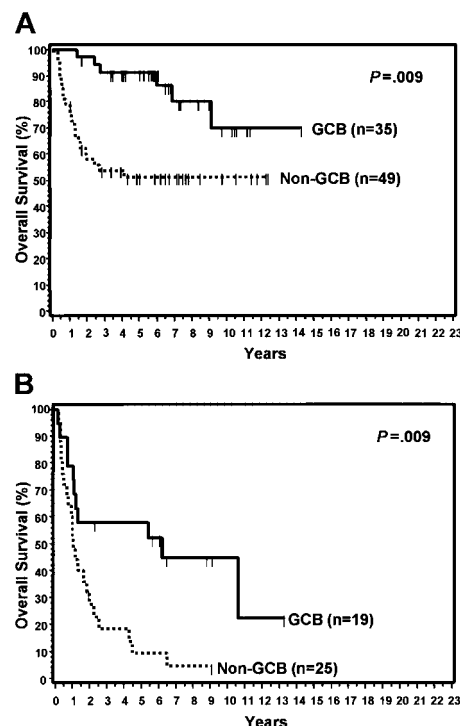 A
Overall Survival (%)
100
90
80
70
60
50
40
30
20
10
0
P=.009
GCB (n=35)
Non-GCB (n=49)
0 1 2 3 4 5 6 7 8 9 10 11 12 13 14 15 16 17 18 19 20 21 22 23
Years
B
Overall Survival (%)
100
90
80
70
60
50
40
30
20
10
0
P=.009
GCB (n=19)
Non-GCB (n=25)
0 1 2 3 4 5 6 7 8 9 10 11 12 13 14 15 16 17 18 19 20 21 22 23
Years